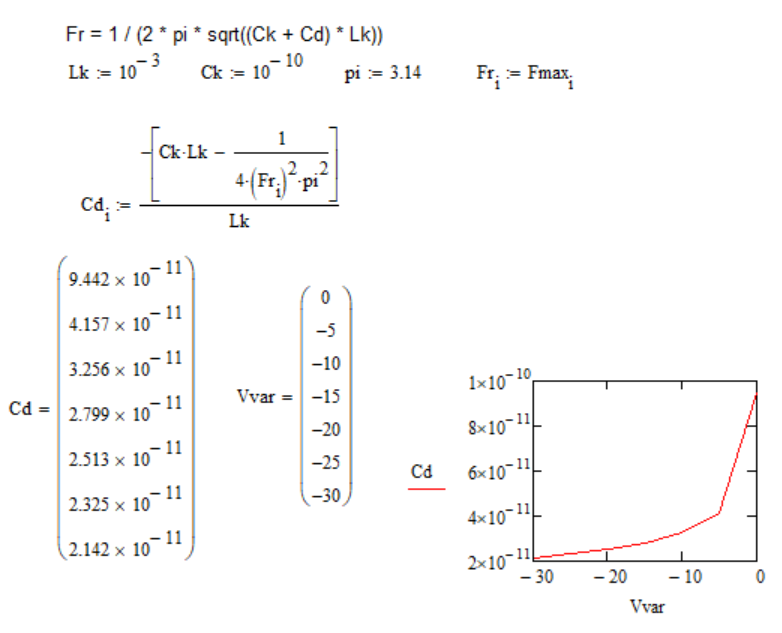 Fr = 1 / (2 * pi * sqrt((Ck + Cd) * Lk))
Lk := 10^-3 Ck := 10^-10 pi := 3.14 Fr_i := Fmax_i
Cd_i := -[Ck·Lk - 1 / (4·(Fr_i)^2·pi^2)] / Lk
Cd = (
9.442 × 10^-11
4.157 × 10^-11
3.256 × 10^-11
2.799 × 10^-11
2.513 × 10^-11
2.325 × 10^-11
2.142 × 10^-11
)
Vvar = (
0
-5
-10
-15
-20
-25
-30
)
Cd
1×10^-10
8×10^-11
6×10^-11
4×10^-11
2×10^-11
-30 -20 -10 0
Vvar